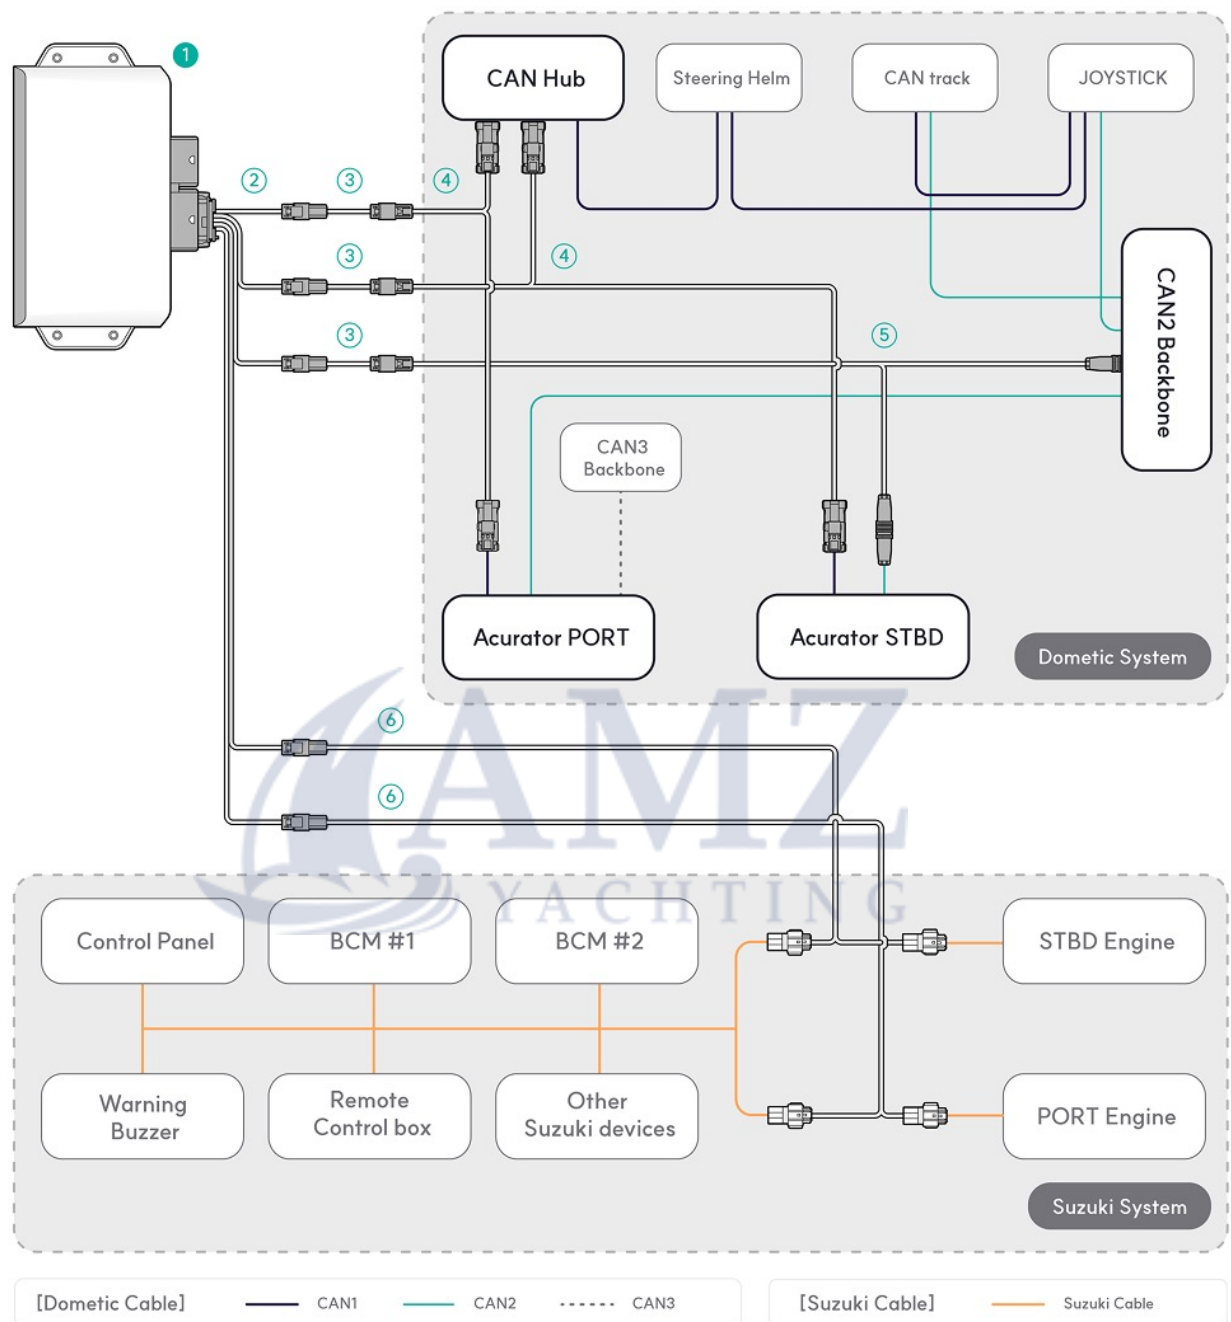 1
CAN Hub
Steering Helm
CAN track
JOYSTICK
2
3
4
3
4
CAN2 Backbone
3
5
CAN3
Backbone
Acurator PORT
Acurator STBD
Dometic System
6
6
AMZ
YACHTING
Control Panel
BCM #1
BCM #2
STBD Engine
Warning
Buzzer
Remote
Control box
Other
Suzuki devices
PORT Engine
Suzuki System
[Dometic Cable]
CAN1
CAN2
CAN3
[Suzuki Cable]
Suzuki Cable